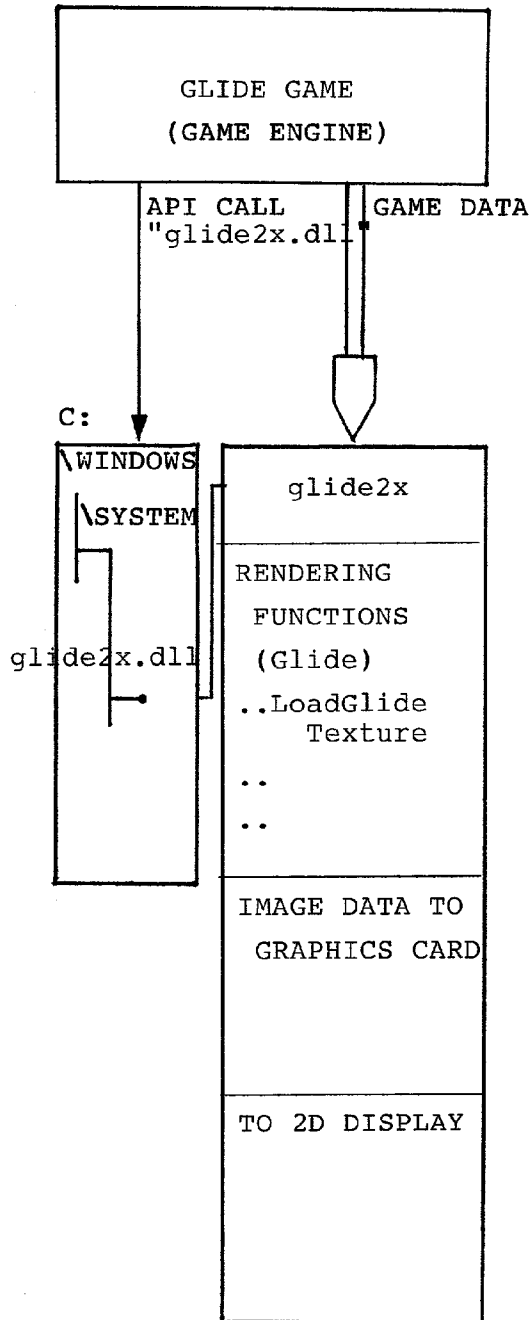 GLIDE GAME
(GAME ENGINE)
API CALL
"glide2x.dll"
GAME DATA
C:
\WINDOWS
\SYSTEM
glide2x.dll
glide2x
RENDERING
FUNCTIONS
(Glide)
..LoadGlide
Texture
..
..
IMAGE DATA TO
GRAPHICS CARD
TO 2D DISPLAY